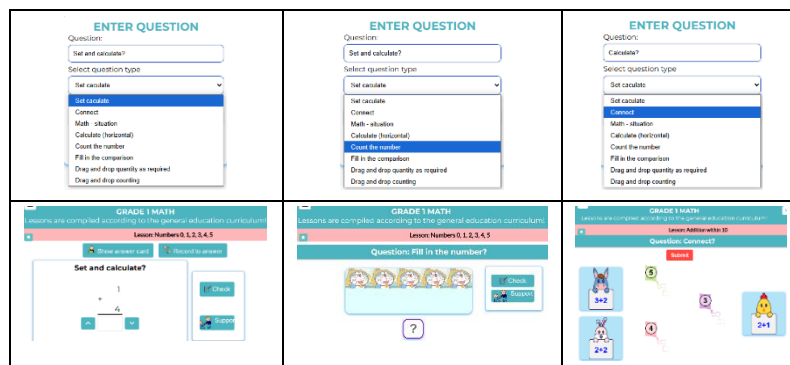 ENTER QUESTION
Question:
Set and calculate?
Select question type
Set caculate
Set caculate
Connect
Math - situation
Calculate (horizontal)
Count the number
Fill in the comparison
Drag and drop quantity as required
Drag and drop counting
ENTER QUESTION
Question:
Set and calculate?
Select question type
Set caculate
Set caculate
Connect
Math - situation
Calculate (horizontal)
Count the number
Fill in the comparison
Drag and drop quantity as required
Drag and drop counting
ENTER QUESTION
Question:
Calculate?
Select question type
Set caculate
Set caculate
Connect
Math - situation
Calculate (horizontal)
Count the number
Fill in the comparison
Drag and drop quantity as required
Drag and drop counting
GRADE 1 MATH
Lessons are compiled according to the general education curriculum!
Lesson: Numbers 0, 1, 2, 3, 4, 5
Show answer card
Record to answer
Set and calculate?
1
+
4
Check
Suppor
GRADE 1 MATH
Lessons are compiled according to the general education curriculum!
Lesson: Numbers 0, 1, 2, 3, 4, 5
Question: Fill in the number?
Check
Support
?
GRADE 1 MATH
Lessons are compiled according to the general education curriculum!
Lesson: Addition within 10
Question: Connect?
Submit
3+2
5
3
2+1
4
2+2